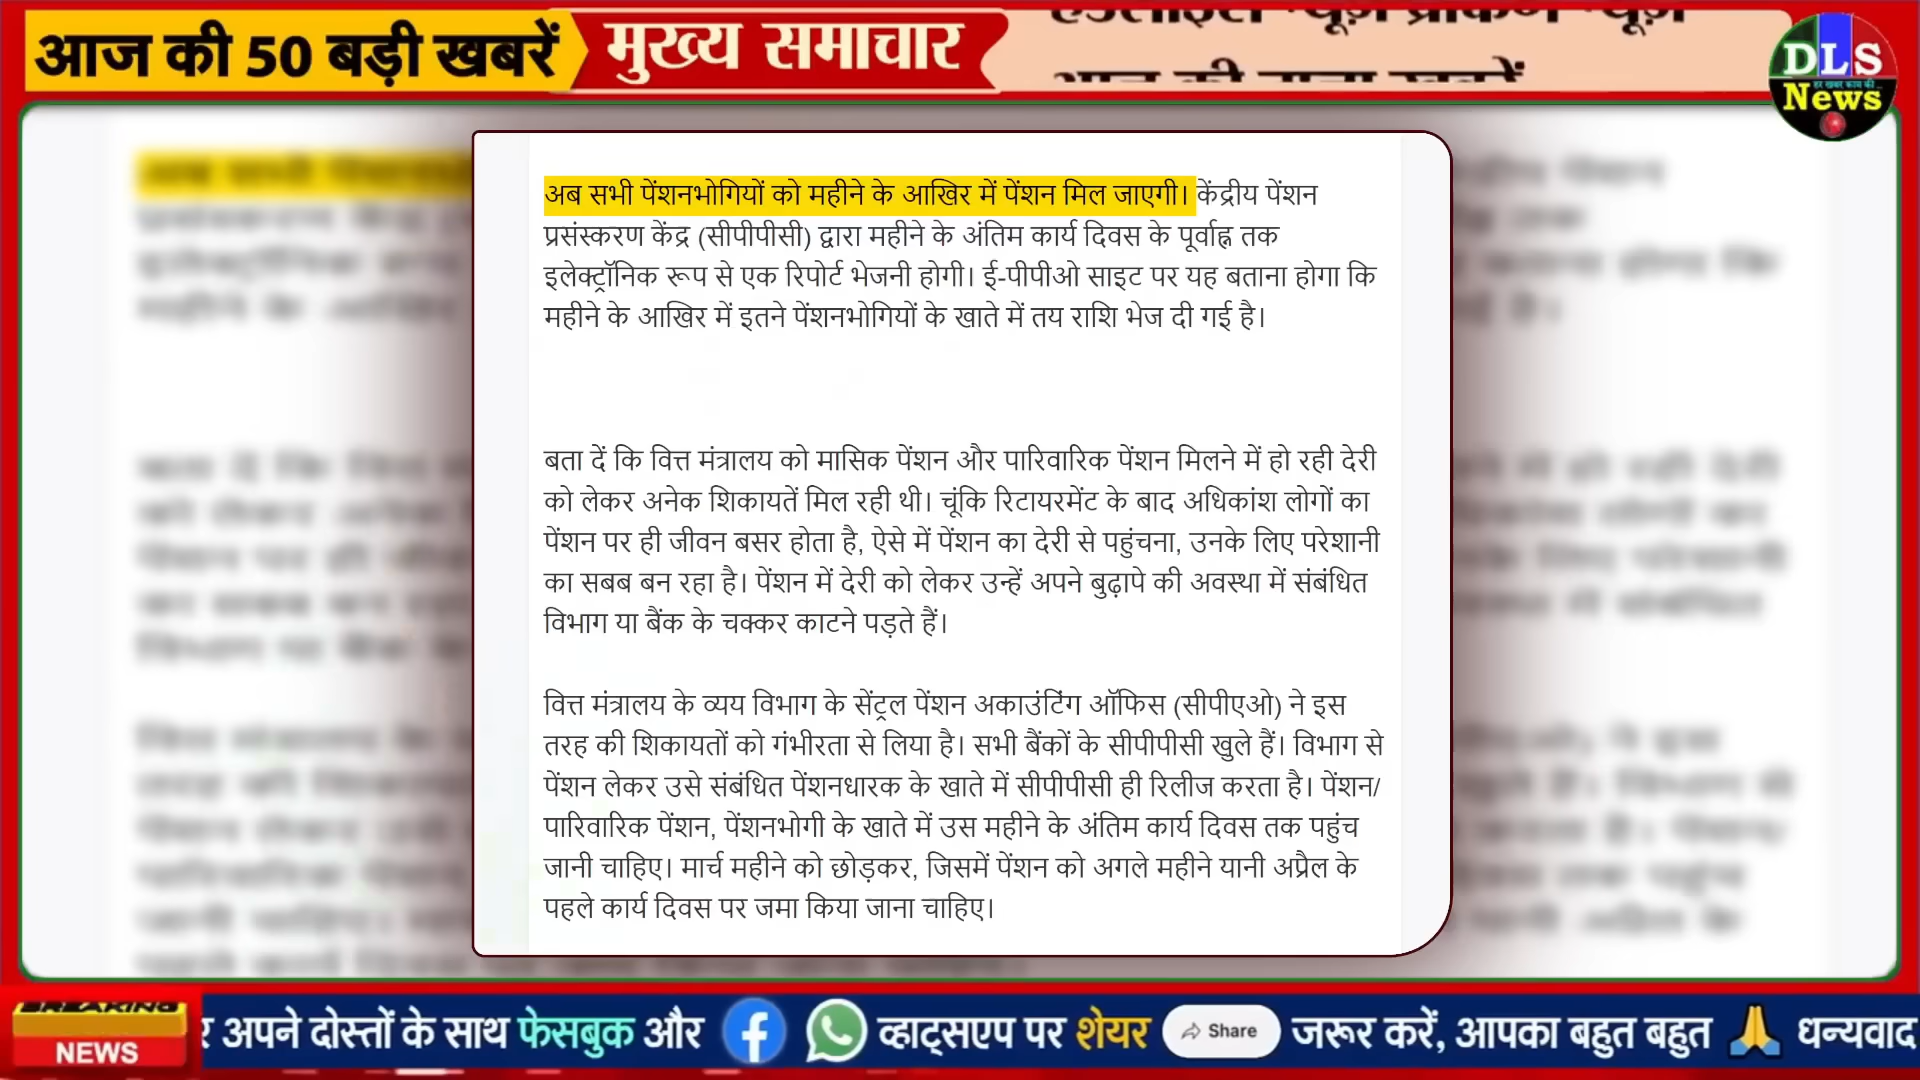 आज की 50 बड़ी खबरें
मुख्य समाचार
DLS
News
अब सभी पेंशनभोगियों को महीने के आखिर में पेंशन मिल जाएगी। केंद्रीय पेंशन
प्रसंस्करण केंद्र (सीपीपीसी) द्वारा महीने के अंतिम कार्य दिवस के पूर्वाह्न तक
इलेक्ट्रॉनिक रूप से एक रिपोर्ट भेजनी होगी। ई-पीपीओ साइट पर यह बताना होगा कि
महीने के आखिर में इतने पेंशनभोगियों के खाते में तय राशि भेज दी गई है।
बता दें कि वित्त मंत्रालय को मासिक पेंशन और पारिवारिक पेंशन मिलने में हो रही देरी
को लेकर अनेक शिकायतें मिल रही थी। चूंकि रिटायरमेंट के बाद अधिकांश लोगों का
पेंशन पर ही जीवन बसर होता है, ऐसे में पेंशन का देरी से पहुंचना, उनके लिए परेशानी
का सबब बन रहा है। पेंशन में देरी को लेकर उन्हें अपने बुढ़ापे की अवस्था में संबंधित
विभाग या बैंक के चक्कर काटने पड़ते हैं।
वित्त मंत्रालय के व्यय विभाग के सेंट्रल पेंशन अकाउंटिंग ऑफिस (सीपीएओ) ने इस
तरह की शिकायतों को गंभीरता से लिया है। सभी बैंकों के सीपीपीसी खुले हैं। विभाग से
पेंशन लेकर उसे संबंधित पेंशनधारक के खाते में सीपीपीसी ही रिलीज करता है। पेंशन/
पारिवारिक पेंशन, पेंशनभोगी के खाते में उस महीने के अंतिम कार्य दिवस तक पहुंच
जानी चाहिए। मार्च महीने को छोड़कर, जिसमें पेंशन को अगले महीने यानी अप्रैल के
पहले कार्य दिवस पर जमा किया जाना चाहिए।
NEWS
अपने दोस्तों के साथ फेसबुक और व्हाट्सएप पर शेयर Share जरूर करें, आपका बहुत बहुत धन्यवाद